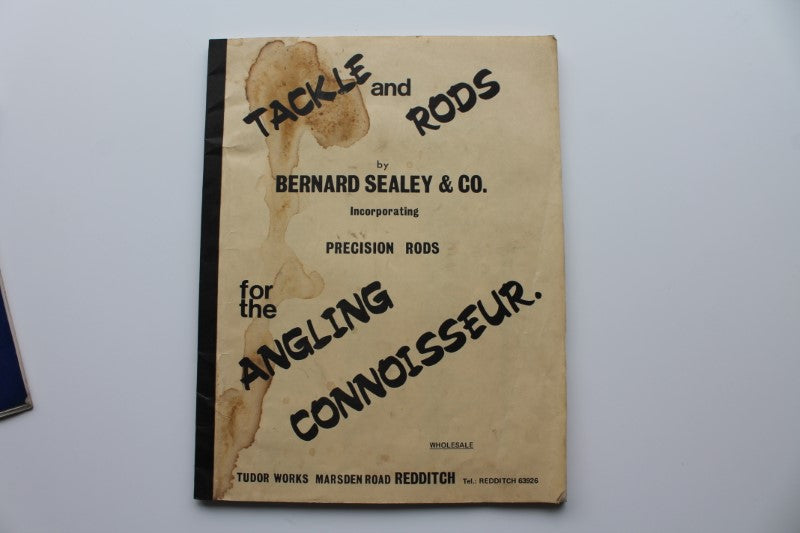 TACKLE and RODS
by
BERNARD SEALEY & CO.
Incorporating
PRECISION RODS
for
the
ANGLING
CONNOISSEUR.
WHOLESALE
TUDOR WORKS MARSDEN ROAD REDDITCH Tel.: REDDITCH 63926